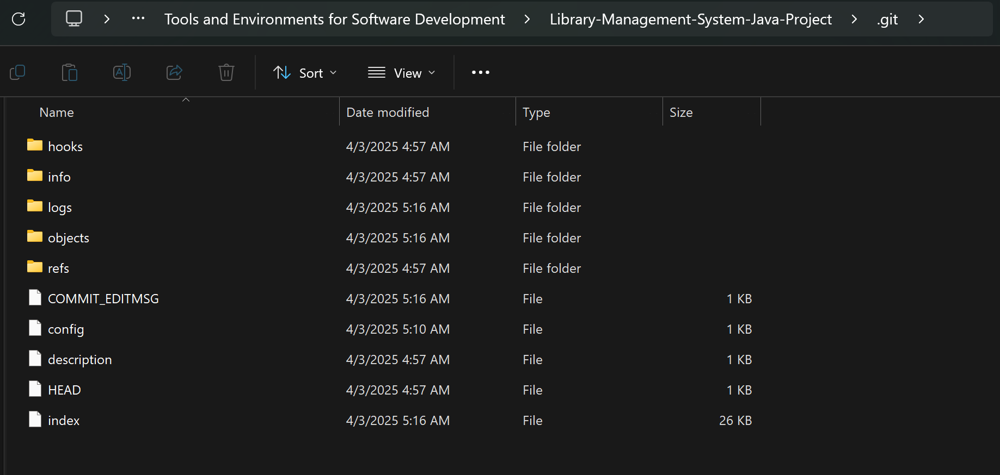 Tools and Environments for Software Development > Library-Management-System-Java-Project > .git >
Sort View
Name Date modified Type Size
hooks 4/3/2025 4:57 AM File folder
info 4/3/2025 4:57 AM File folder
logs 4/3/2025 5:16 AM File folder
objects 4/3/2025 5:16 AM File folder
refs 4/3/2025 4:57 AM File folder
COMMIT_EDITMSG 4/3/2025 5:16 AM File 1 KB
config 4/3/2025 5:10 AM File 1 KB
description 4/3/2025 4:57 AM File 1 KB
HEAD 4/3/2025 4:57 AM File 1 KB
index 4/3/2025 5:16 AM File 26 KB